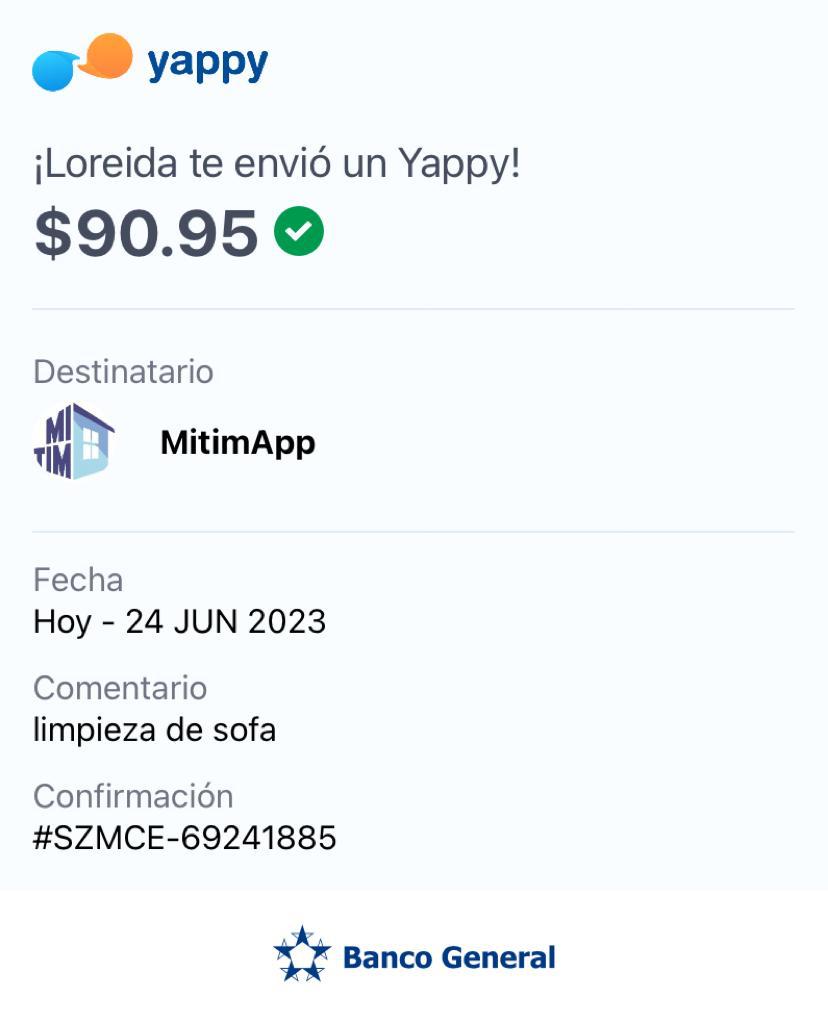 yappy
¡Loreida te envió un Yappy!
$90.95
Destinatario
MI
TIM
MitimApp
Fecha
Hoy - 24 JUN 2023
Comentario
limpieza de sofa
Confirmación
#SZMCE-69241885
Banco General